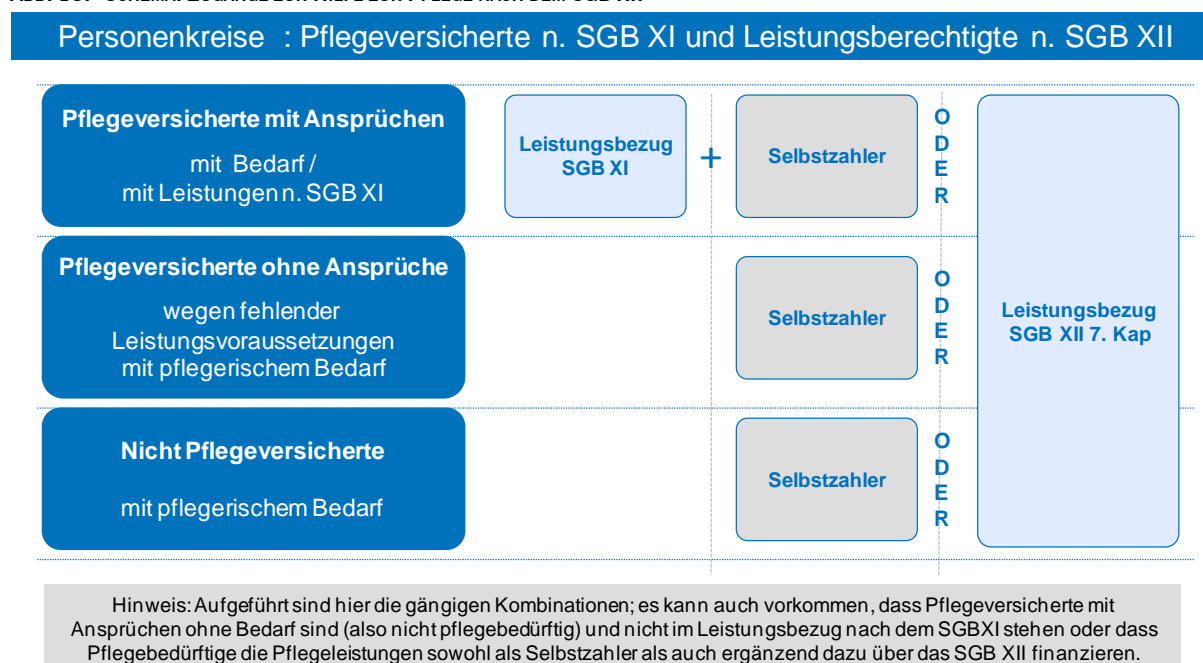 Personenkreise : Pflegeversicherte n. SGB XI und Leistungsberechtigte n. SGB XII
Pflegeversicherte mit Ansprüchen
mit Bedarf /
mit Leistungen n. SGB XI
Leistungsbezug
SGB XI
+
Selbstzahler
O
D
E
R
Pflegeversicherte ohne Ansprüche
wegen fehlender
Leistungsvoraussetzungen
mit pflegerischem Bedarf
Selbstzahler
O
D
E
R
Leistungsbezug
SGB XII 7. Kap
Nicht Pflegeversicherte
mit pflegerischem Bedarf
Selbstzahler
O
D
E
R
Hinweis: Aufgeführt sind hier die gängigen Kombinationen; es kann auch vorkommen, dass Pflegeversicherte mit
Ansprüchen ohne Bedarf sind (also nicht pflegebedürftig) und nicht im Leistungsbezug nach dem SGBXI stehen oder dass
Pflegebedürftige die Pflegeleistungen sowohl als Selbstzahler als auch ergänzend dazu über das SGB XII finanzieren.